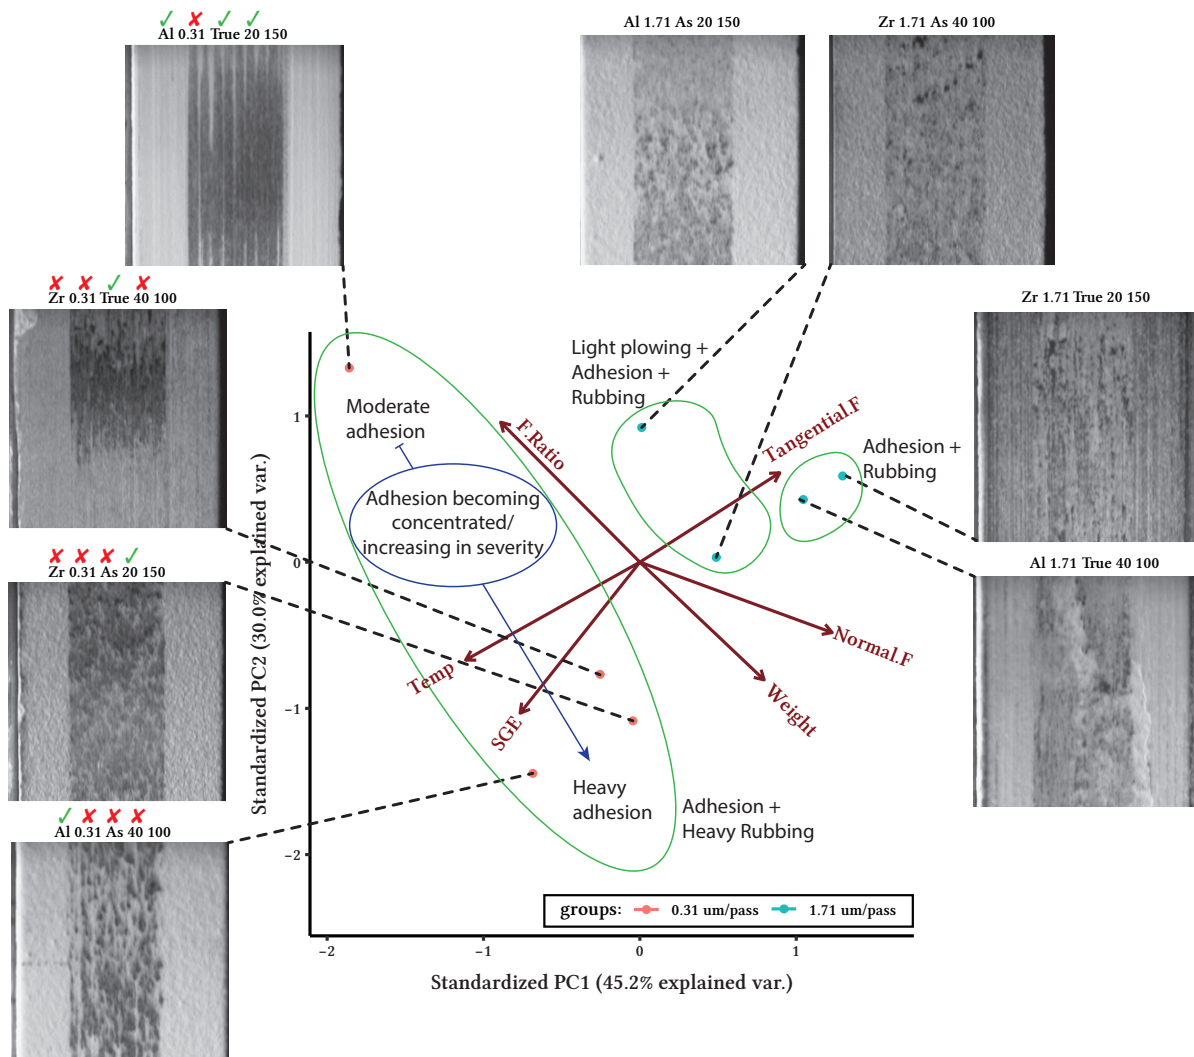 ✓ ✘ ✓ ✓
Al 0.31 True 20 150
Al 1.71 As 20 150
Zr 1.71 As 40 100
✘ ✘ ✓ ✘
Zr 0.31 True 40 100
Zr 1.71 True 20 150
Light plowing +
Adhesion +
Rubbing
Moderate
adhesion
F.Ratio
Tangential.F
Adhesion +
Rubbing
Adhesion becoming
concentrated/
increasing in severity
✘ ✘ ✘ ✓
Zr 0.31 As 20 150
Al 1.71 True 40 100
Normal.F
Temp
SGE
Weight
Heavy
adhesion
Adhesion +
Heavy Rubbing
✓ ✘ ✘ ✘
Al 0.31 As 40 100
1
0
−1
−2
Standardized PC2 (30.0% explained var.)
groups: 0.31 um/pass 1.71 um/pass
−2 −1 0 1
Standardized PC1 (45.2% explained var.)